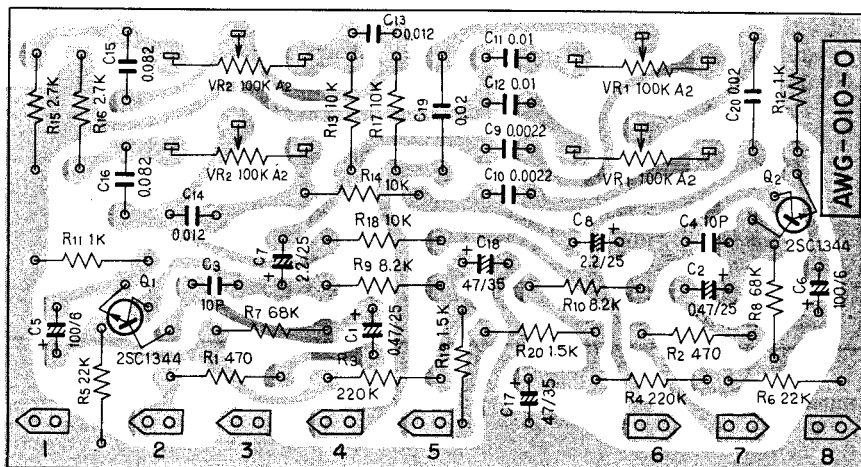 C13
0.012
C15
0.082
R15 2.7K
R16 2.7K
VR2 100K A2
R13 10K
R17 10K
C19
0.02
C11 0.01
C12 0.01
C9 0.0022
C10 0.0022
VR1 100K A2
C20 0.02
R12 1K
AWG-010-0
VR2 100K A2
VR1 100K A2
C16
0.082
C14
0.012
R14
10K
R18 10K
Q2
2SC1344
R11 1K
C7
2.2/25
C3
10P
R9 8.2K
C18
47/35
C8
2.2/25
C4 10P
C2
0.47/25
R10 8.2K
R8 68K
C6
100/6
Q1
2SC1344
C5
100/6
R7 68K
C1
0.47/25
R19 1.5K
R20 1.5K
R2 470
R5 22K
R1 470
R3
220K
C17
47/35
R4 220K
R6 22K
1
2
3
4
5
6
7
8